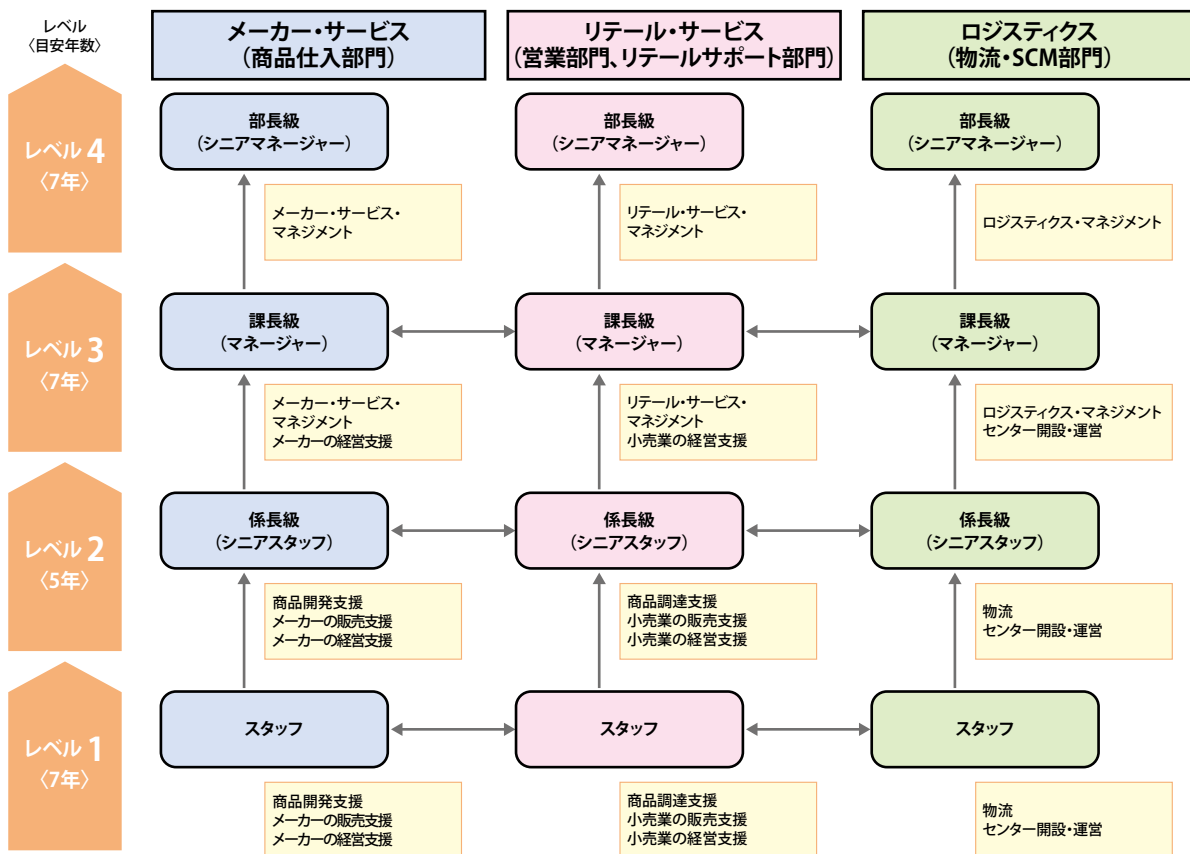 レベル
〈目安年数〉
メーカー・サービス
（商品仕入部門）
リテール・サービス
（営業部門、リテールサポート部門）
ロジスティクス
（物流・SCM部門）
レベル 4
〈7年〉
部長級
（シニアマネージャー）
部長級
（シニアマネージャー）
部長級
（シニアマネージャー）
メーカー・サービス・
マネジメント
リテール・サービス・
マネジメント
ロジスティクス・マネジメント
レベル 3
〈7年〉
課長級
（マネージャー）
課長級
（マネージャー）
課長級
（マネージャー）
メーカー・サービス・
マネジメント
メーカーの経営支援
リテール・サービス・
マネジメント
小売業の経営支援
ロジスティクス・マネジメント
センター開設・運営
レベル 2
〈5年〉
係長級
（シニアスタッフ）
係長級
（シニアスタッフ）
係長級
（シニアスタッフ）
商品開発支援
メーカーの販売支援
メーカーの経営支援
商品調達支援
小売業の販売支援
小売業の経営支援
物流
センター開設・運営
レベル 1
〈7年〉
スタッフ
スタッフ
スタッフ
商品開発支援
メーカーの販売支援
メーカーの経営支援
商品調達支援
小売業の販売支援
小売業の経営支援
物流
センター開設・運営